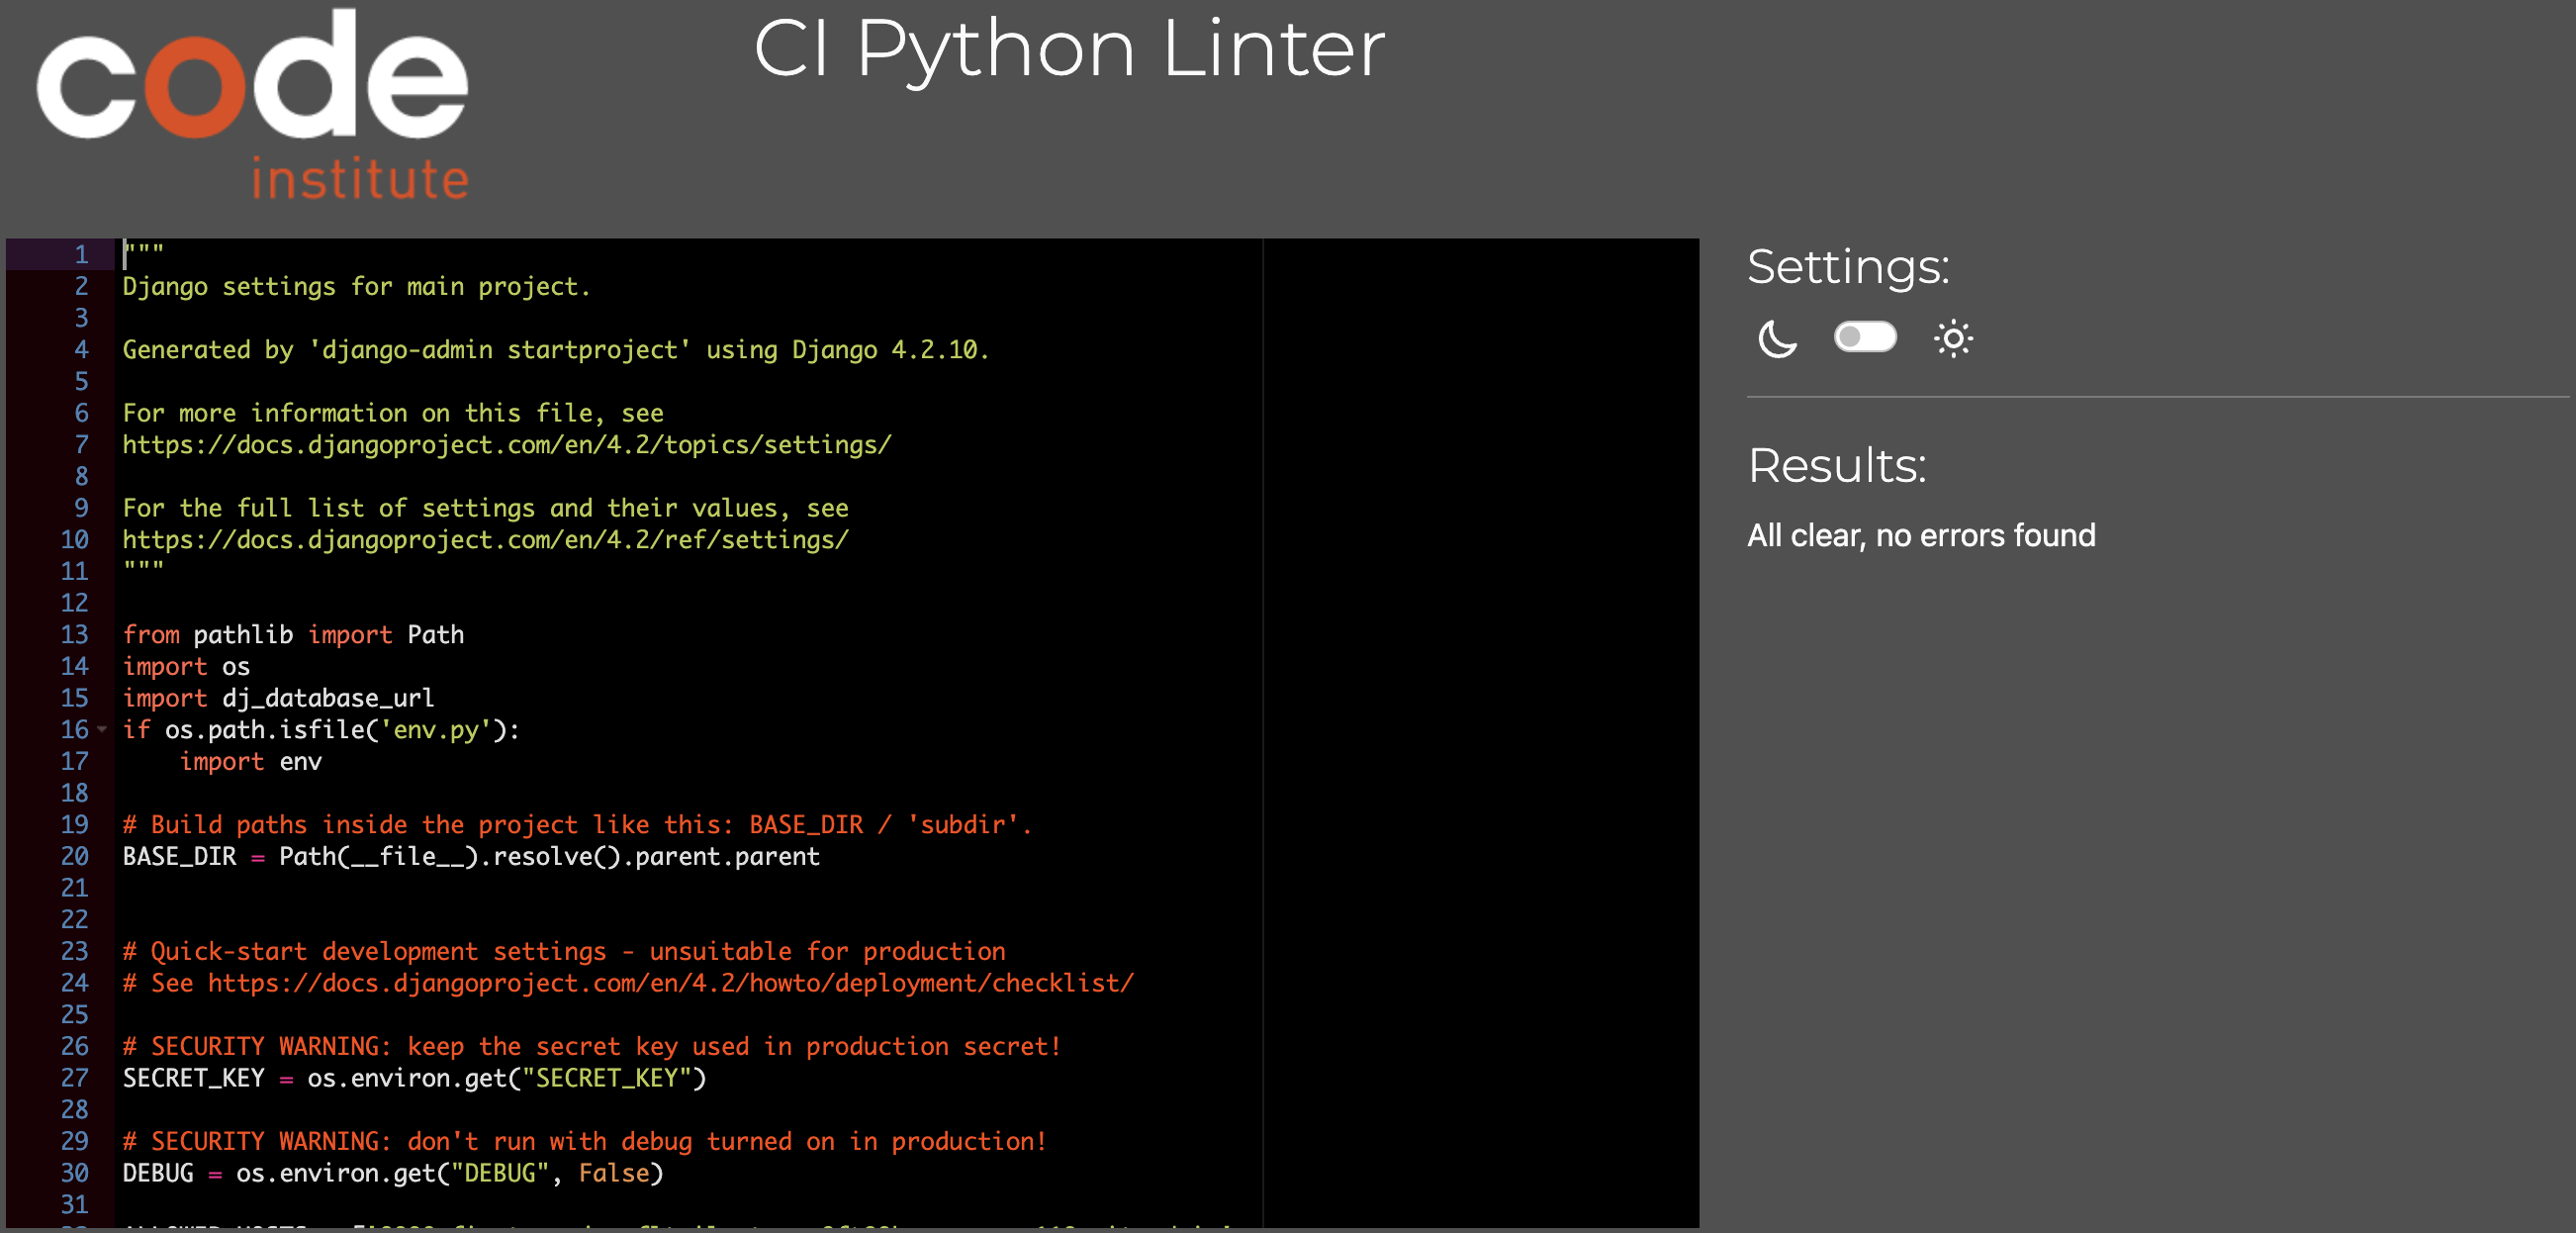 code
institute
CI Python Linter
1 """
2 Django settings for main project.
3
4 Generated by 'django-admin startproject' using Django 4.2.10.
5
6 For more information on this file, see
7 https://docs.djangoproject.com/en/4.2/topics/settings/
8
9 For the full list of settings and their values, see
10 https://docs.djangoproject.com/en/4.2/ref/settings/
11 """
12
13 from pathlib import Path
14 import os
15 import dj_database_url
16 if os.path.isfile('env.py'):
17     import env
18
19 # Build paths inside the project like this: BASE_DIR / 'subdir'.
20 BASE_DIR = Path(__file__).resolve().parent.parent
21
22
23 # Quick-start development settings - unsuitable for production
24 # See https://docs.djangoproject.com/en/4.2/howto/deployment/checklist/
25
26 # SECURITY WARNING: keep the secret key used in production secret!
27 SECRET_KEY = os.environ.get("SECRET_KEY")
28
29 # SECURITY WARNING: don't run with debug turned on in production!
30 DEBUG = os.environ.get("DEBUG", False)
31
Settings:
Results:
All clear, no errors found